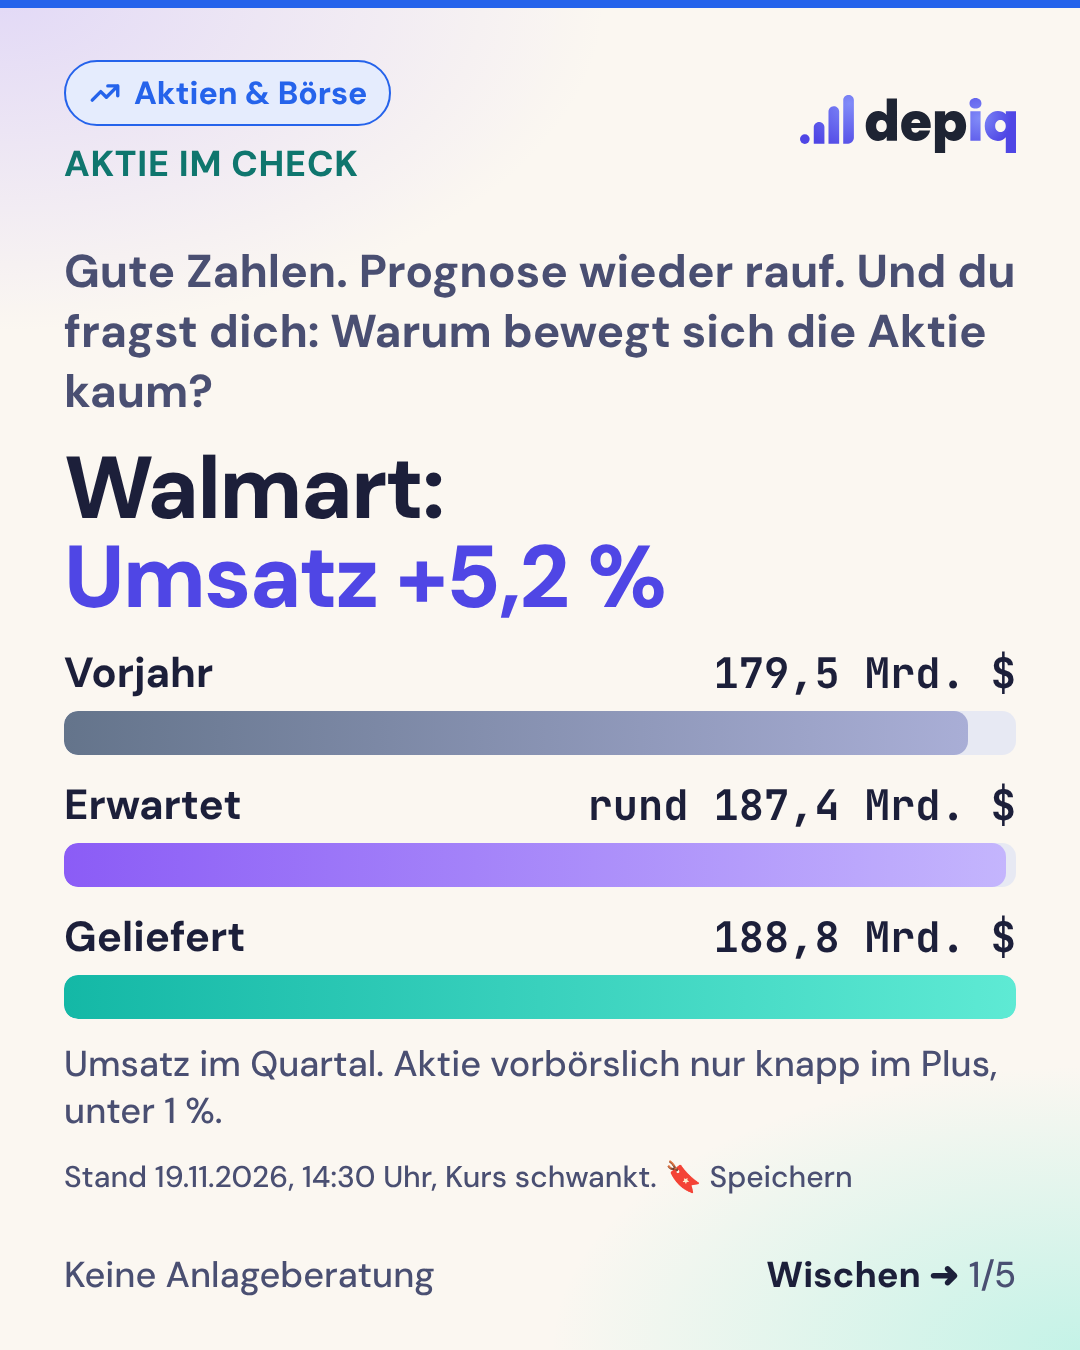 Aktien & Börse
AKTIE IM CHECK
depiq
Gute Zahlen. Prognose wieder rauf. Und du
fragst dich: Warum bewegt sich die Aktie
kaum?
Walmart:
Umsatz +5,2 %
Vorjahr 179,5 Mrd. $
Erwartet rund 187,4 Mrd. $
Geliefert 188,8 Mrd. $
Umsatz im Quartal. Aktie vorbörslich nur knapp im Plus,
unter 1 %.
Stand 19.11.2026, 14:30 Uhr, Kurs schwankt. 🔖 Speichern
Keine Anlageberatung Wischen ➜ 1/5